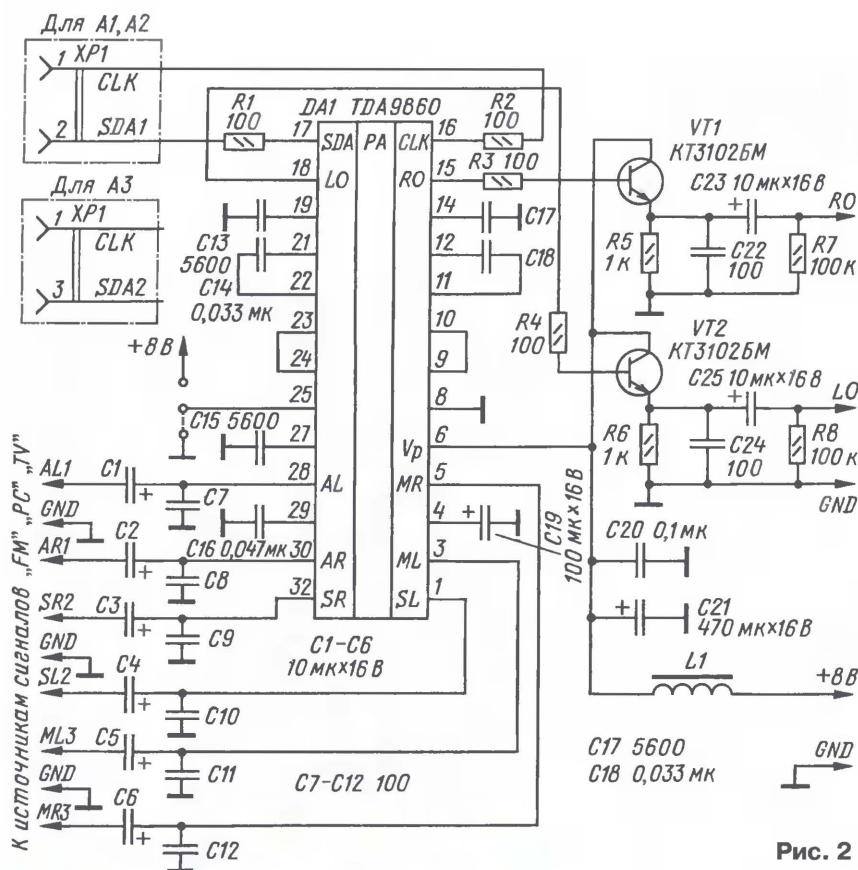 Для А1, А2
1 XP1
CLK
2 SDA1
Для А3
1 XP1
CLK
3 SDA2
+8 В
R1
100
DA1 TDA9860
17 SDA PA CLK 16
R2
100
18 LO RO 15
R3 100
19
14 C17
C13
5600
21
12 C18
C14
0,033 мк
22
11
23
10
24
9
25
8
C15 5600
27
Vp 6
28 AL MR 5
29
4
C16 0,047 мк
30 AR ML 3
32 SR SL 1
VT1
КТ3102БМ
C23 10 мк×16 В
RO
R5
1 к
C22
100
R7
100 к
R4
100
VT2
КТ3102БМ
C25 10 мк×16 В
LO
R6
1 к
C24
100
R8
100 к
GND
C19
100 мк×16 В
C20 0,1 мк
C21
470 мк×16 В
L1
+8 В
GND
C17 5600
C18 0,033 мк
C1–C6
10 мк×16 В
C7–C12 100
К источникам сигналов „FM” „PC” „TV”
AL1 C1
C7
GND
AR1 C2
C8
SR2 C3
C9
GND
SL2 C4
C10
ML3 C5
C11
GND
MR3 C6
C12
Рис. 2